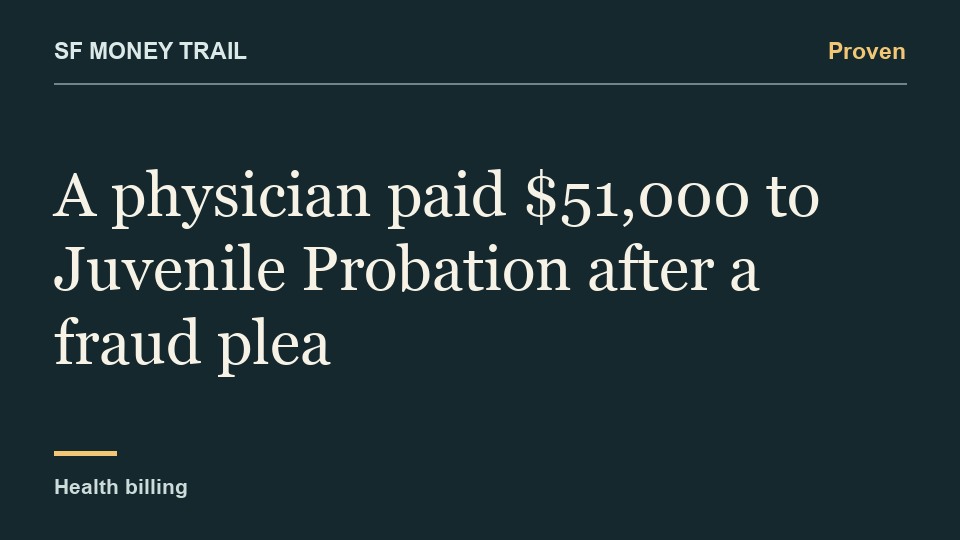 SF MONEY TRAIL
Proven
A physician paid $51,000 to
Juvenile Probation after a
fraud plea
Health billing